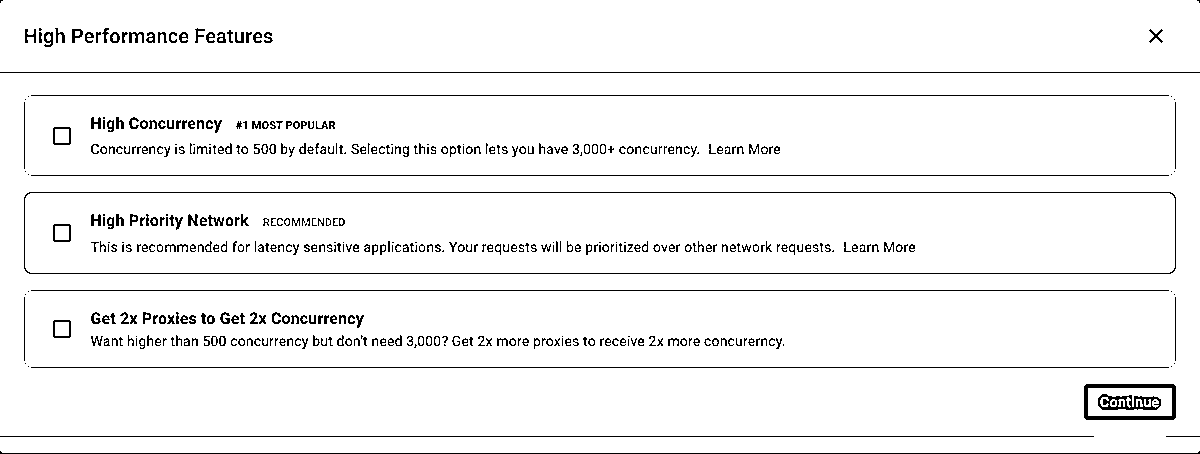 High Performance Features
High Concurrency #1 MOST POPULAR
Concurrency is limited to 500 by default. Selecting this option lets you have 3,000+ concurrency. Learn More
High Priority Network RECOMMENDED
This is recommended for latency sensitive applications. Your requests will be prioritized over other network requests. Learn More
Get 2x Proxies to Get 2x Concurrency
Want higher than 500 concurrency but don't need 3,000? Get 2x more proxies to receive 2x more concurerncy.
Continue